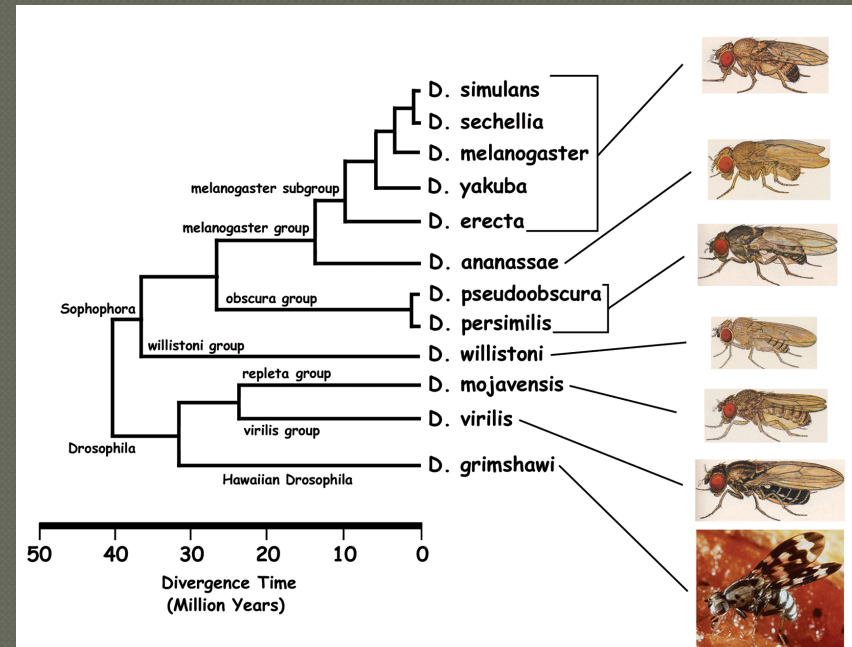 D. simulans
D. sechellia
D. melanogaster
melanogaster subgroup
D. yakuba
melanogaster group
D. erecta
D. ananassae
obscura group
D. pseudoobscura
Sophophora
D. persimilis
willistoni group
D. willistoni
repleta group
D. mojavensis
virilis group
D. virilis
Drosophila
D. grimshawi
Hawaiian Drosophila
50 40 30 20 10 0
Divergence Time
(Million Years)